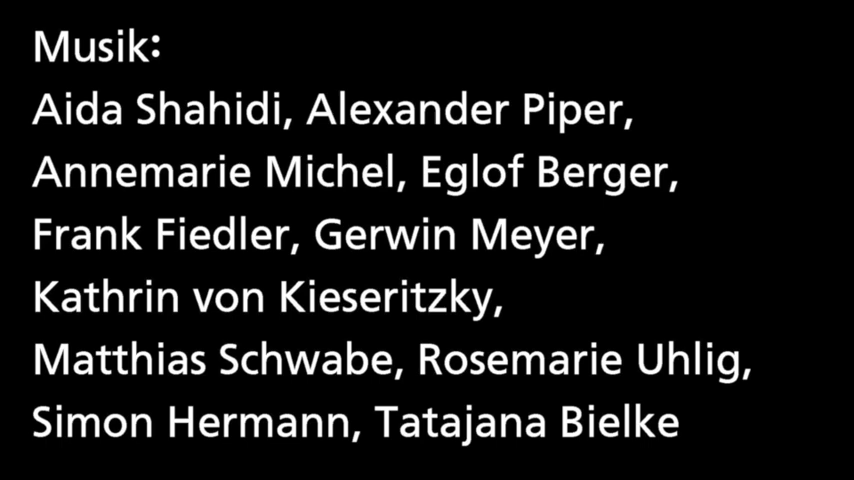 Musik:
Aida Shahidi, Alexander Piper,
Annemarie Michel, Eglof Berger,
Frank Fiedler, Gerwin Meyer,
Kathrin von Kieseritzky,
Matthias Schwabe, Rosemarie Uhlig,
Simon Hermann, Tatajana Bielke